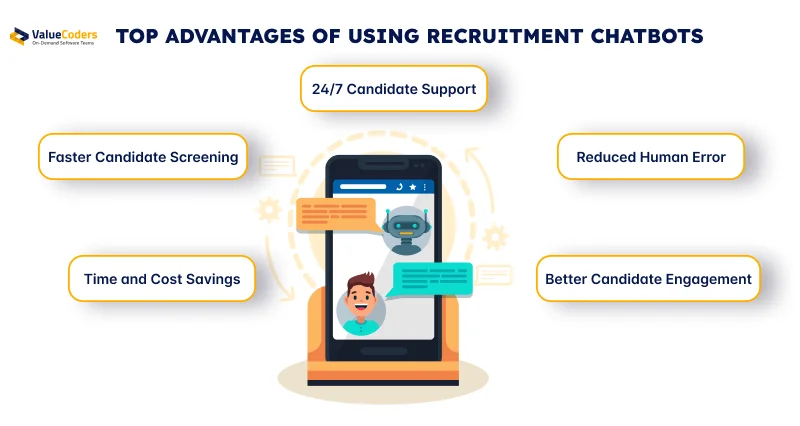 ValueCoders
On-Demand Software Teams
TOP ADVANTAGES OF USING RECRUITMENT CHATBOTS
24/7 Candidate Support
Faster Candidate Screening
Reduced Human Error
Time and Cost Savings
Better Candidate Engagement